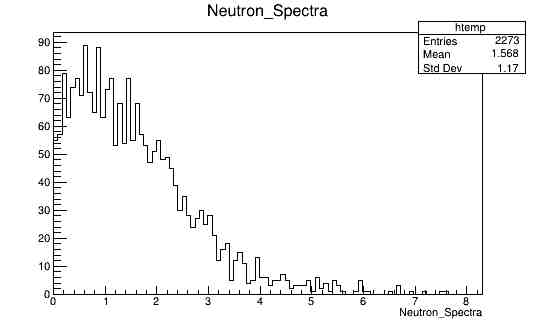 Neutron_Spectra
htemp
Entries 2273
Mean 1.568
Std Dev 1.17
90
80
70
60
50
40
30
20
10
0
0 1 2 3 4 5 6 7 8
Neutron_Spectra